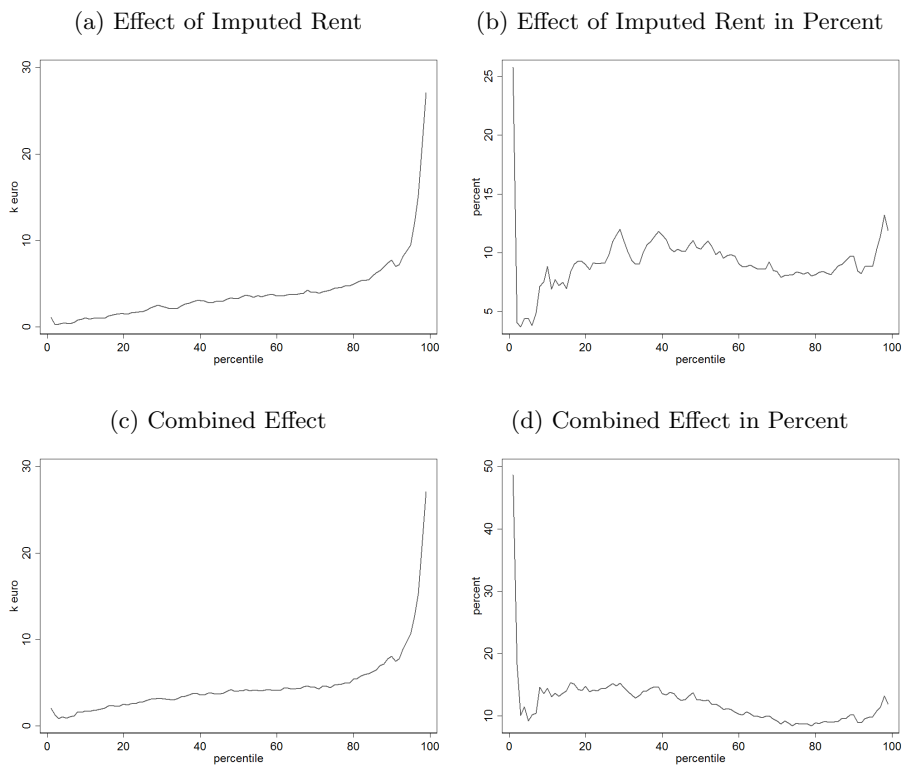 (a) Effect of Imputed Rent
30
20
10
0
k euro
0 20 40 60 80 100
percentile
(b) Effect of Imputed Rent in Percent
25
20
15
10
5
percent
0 20 40 60 80 100
percentile
(c) Combined Effect
30
20
10
0
k euro
0 20 40 60 80 100
percentile
(d) Combined Effect in Percent
50
40
30
20
10
percent
0 20 40 60 80 100
percentile